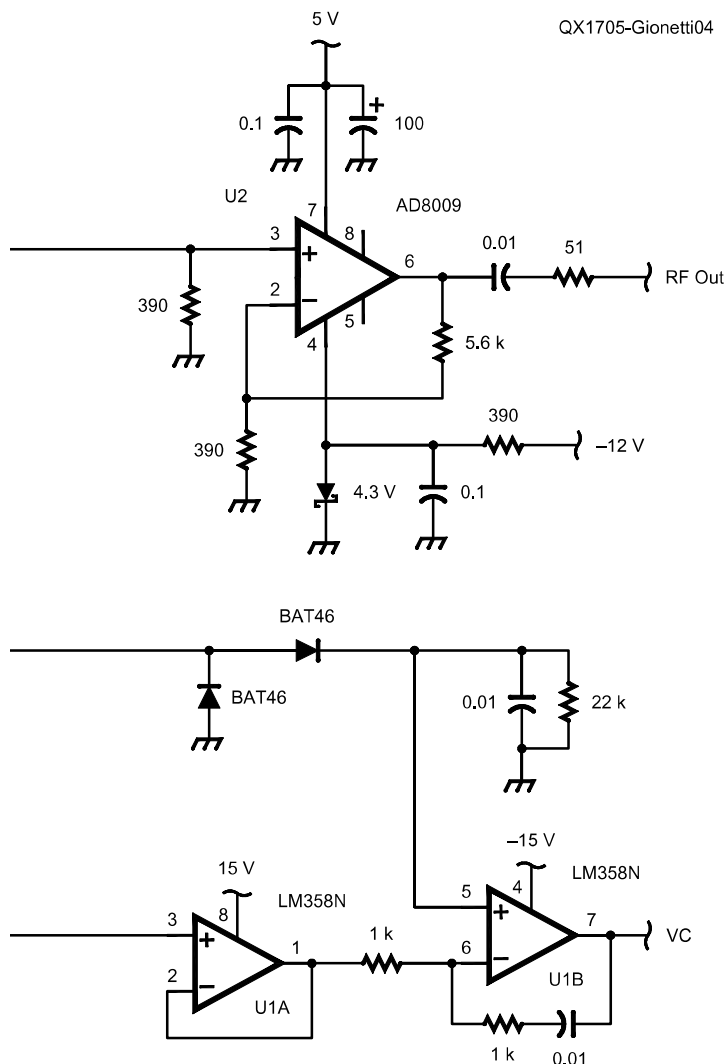 5 V
QX1705-Gionetti04
0.1
+
100
U2
7
AD8009
3
8
6
0.01
51
RF Out
+
2
−
390
5
4
5.6 k
390
390
−12 V
4.3 V
0.1
BAT46
BAT46
0.01
22 k
15 V
−15 V
LM358N
LM358N
3
8
1
1 k
5
4
7
VC
+
+
2
−
6
−
U1A
U1B
1 k
0.01